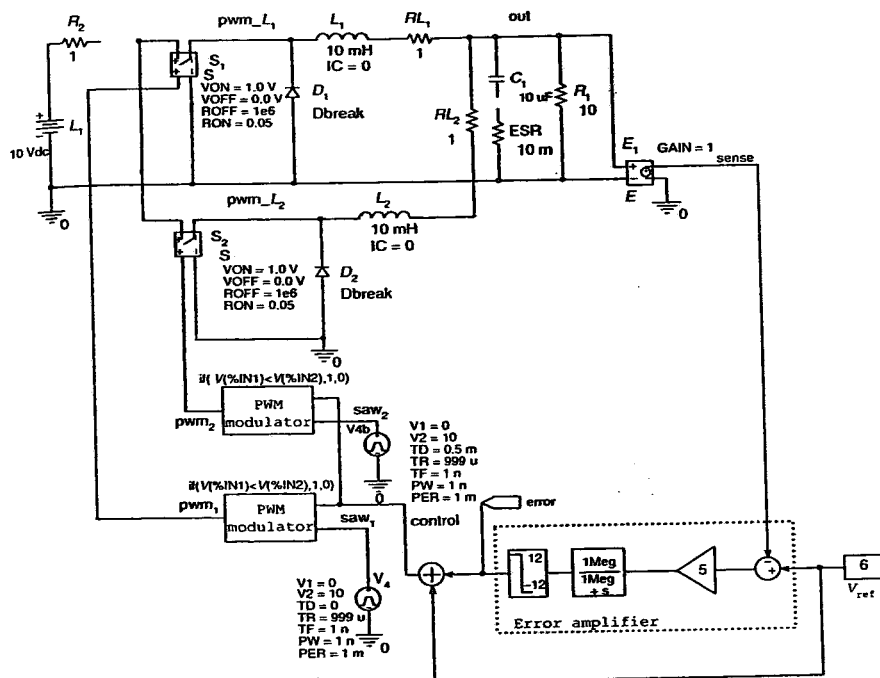 R2
1
L1
10 Vdc
0
pwm_L1
S1
S
VON = 1.0 V
VOFF = 0.0 V
ROFF = 1e6
RON = 0.05
D1
Dbreak
L1
10 mH
IC = 0
RL1
1
out
C1
10 uF
ESR
10 m
R1
10
RL2
1
E1
GAIN = 1
sense
E
0
pwm_L2
S2
S
VON = 1.0 V
VOFF = 0.0 V
ROFF = 1e6
RON = 0.05
L2
10 mH
IC = 0
D2
Dbreak
0
if( V(%IN1)<V(%IN2),1,0)
PWM
modulator
pwm2
saw2
V4b
0
V1 = 0
V2 = 10
TD = 0.5 m
TR = 999 u
TF = 1 n
PW = 1 n
PER = 1 m
if(V(%IN1)<V(%IN2),1,0)
PWM
modulator
pwm1
saw1
V4
0
V1 = 0
V2 = 10
TD = 0
TR = 999 u
TF = 1 n
PW = 1 n
PER = 1 m
control
error
12
-12
1Meg
1Meg
+ s
5
6
Vref
Error amplifier